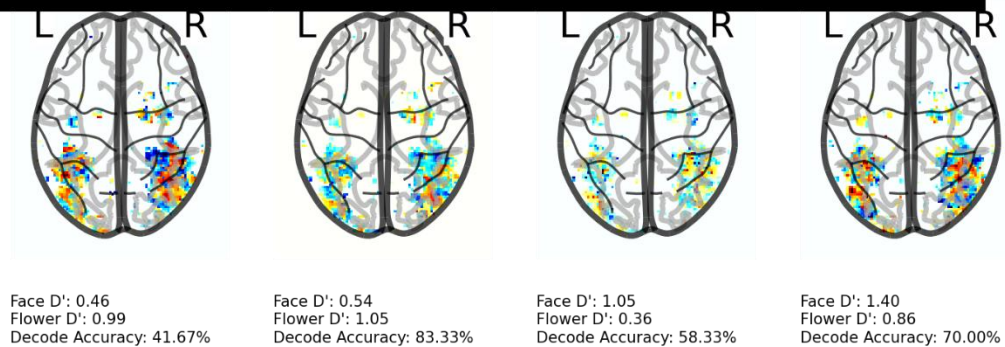 L R L R L R L R
Face D': 0.46
Flower D': 0.99
Decode Accuracy: 41.67%
Face D': 0.54
Flower D': 1.05
Decode Accuracy: 83.33%
Face D': 1.05
Flower D': 0.36
Decode Accuracy: 58.33%
Face D': 1.40
Flower D': 0.86
Decode Accuracy: 70.00%